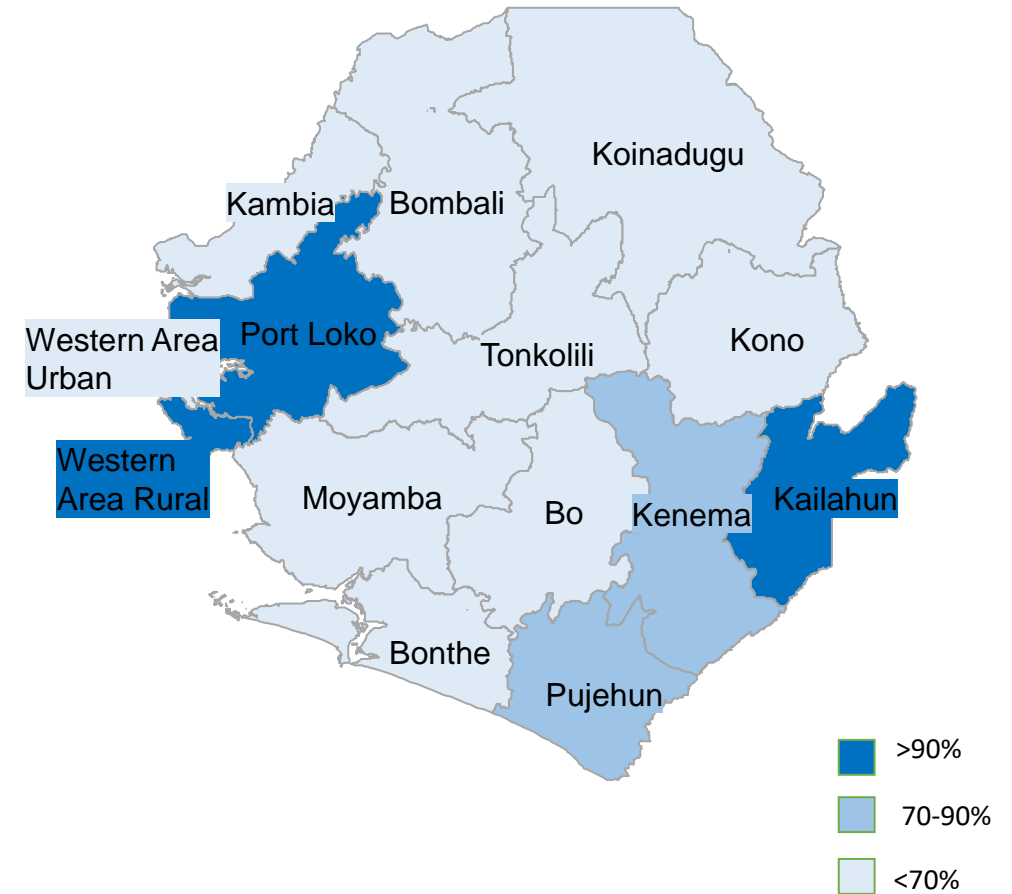 Koinadugu
Kambia
Bombali
Western Area
Urban
Port Loko
Tonkolili
Kono
Western
Area Rural
Moyamba
Bo
Kenema
Kailahun
Bonthe
Pujehun
>90%
70-90%
<70%